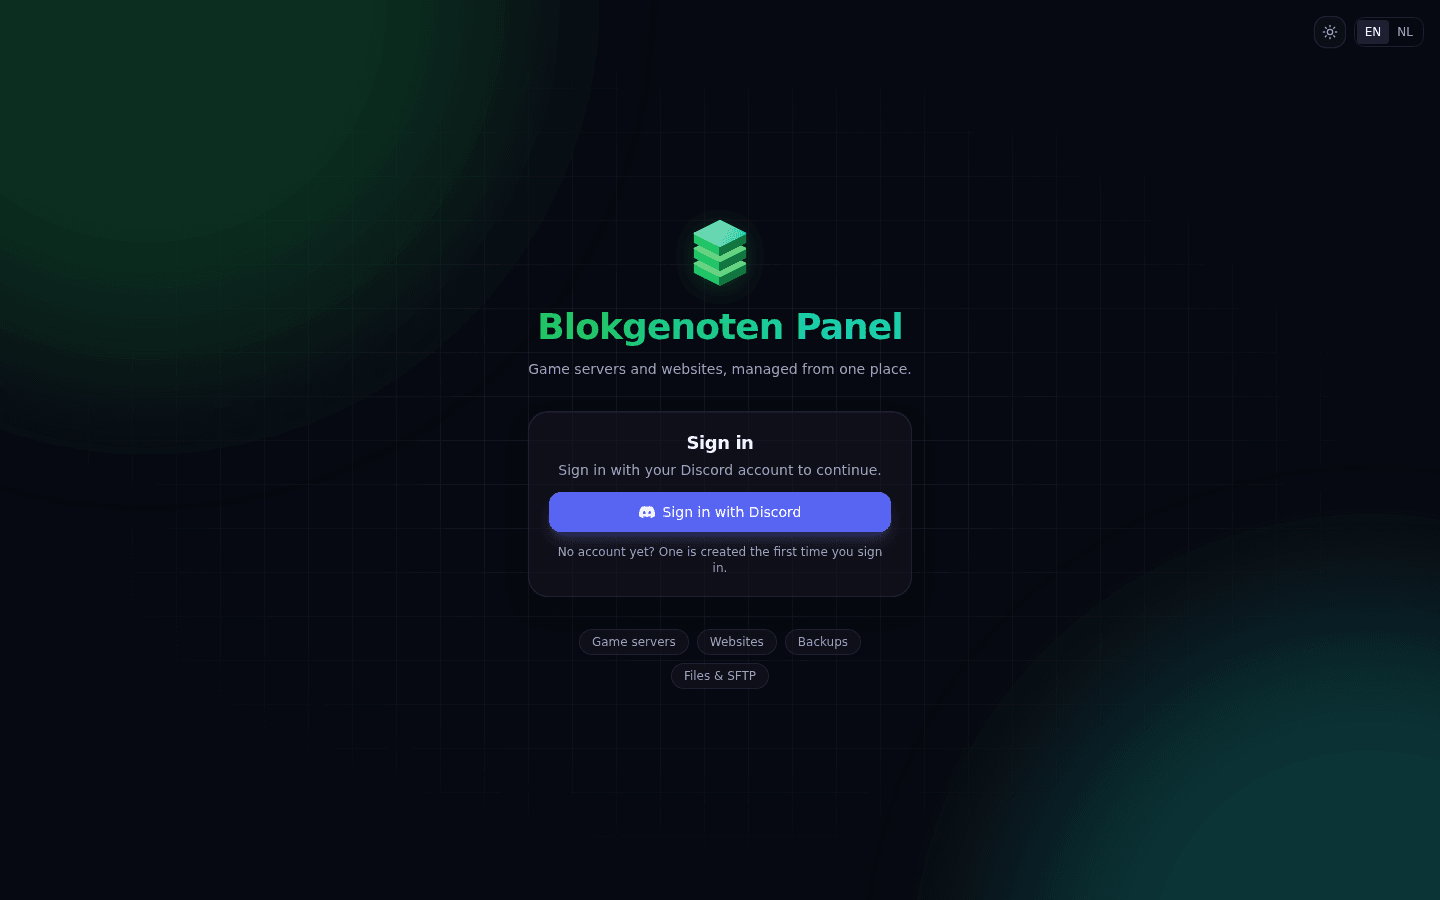 EN NL
Blokgenoten Panel
Game servers and websites, managed from one place.
Sign in
Sign in with your Discord account to continue.
Sign in with Discord
No account yet? One is created the first time you sign
in.
Game servers Websites Backups
Files & SFTP